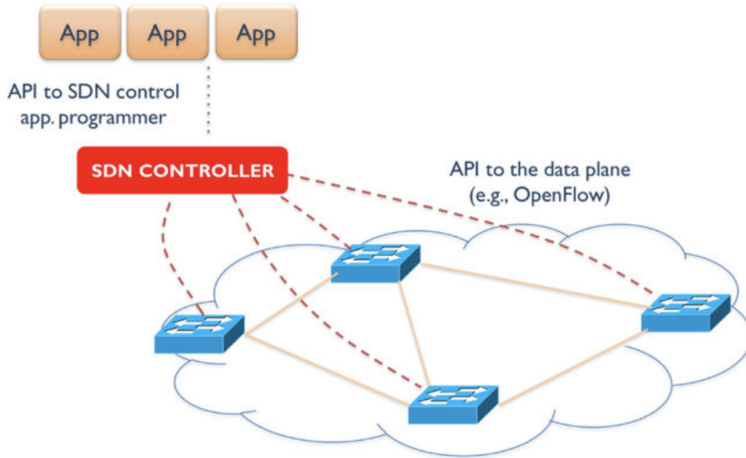 App App App
API to SDN control
app. programmer
SDN CONTROLLER
API to the data plane
(e.g., OpenFlow)